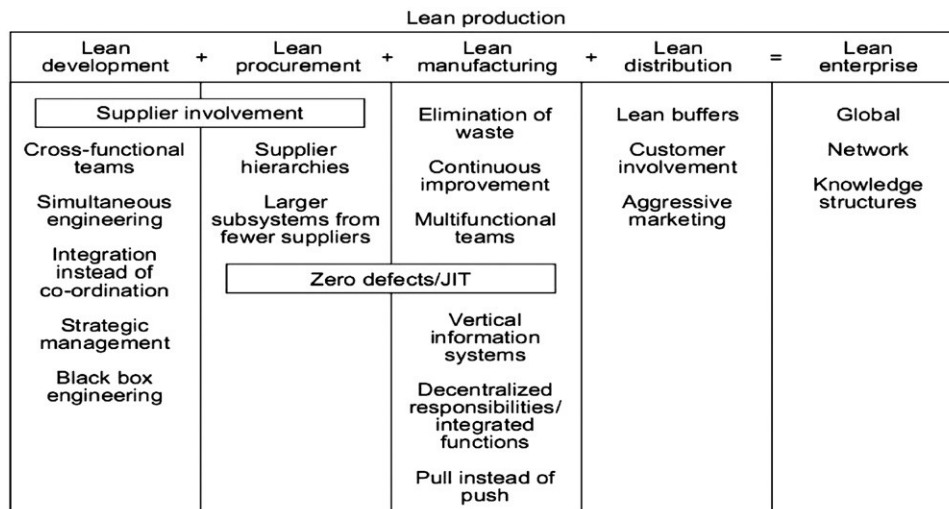 Lean production
Lean
development
+
Lean
procurement
+
Lean
manufacturing
+
Lean
distribution
=
Lean
enterprise
Supplier involvement
Cross-functional
teams
Simultaneous
engineering
Integration
instead of
co-ordination
Strategic
management
Black box
engineering
Supplier
hierarchies
Larger
subsystems from
fewer suppliers
Zero defects/JIT
Elimination of
waste
Continuous
improvement
Multifunctional
teams
Vertical
information
systems
Decentralized
responsibilities/
integrated
functions
Pull instead of
push
Lean buffers
Customer
involvement
Aggressive
marketing
Global
Network
Knowledge
structures